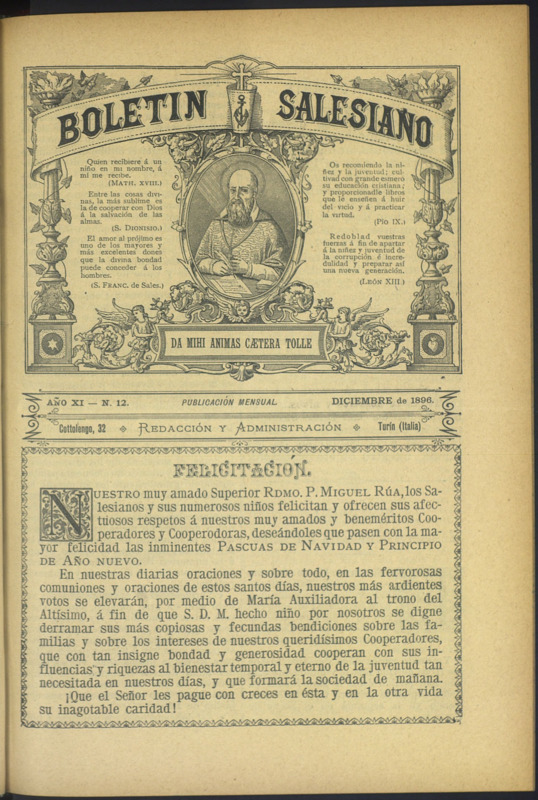 BOLETIN SALESIANO
Quien recibiere á un
niño en mi nombre, á
mi me recibe.
(MATH. XVIII.)
Entre las cosas divi-
nas, la más sublime es
la de cooperar con Dios
á la salvación de las
almas.
(S. DIONISIO.)
El amor al prójimo es
uno de los mayores y
más excelentes dones
que la divina bondad
puede conceder á los
hombres.
(S. FRANC. de Sales.)
Os recomiendo la ni-
ñez y la juventud; cul-
tivad con grande esmero
su educación cristiana;
y proporcionadle libros
que le enseñen á huir
del vicio y á practicar
la virtud.
(PÍO IX.)
Redoblad vuestras
fuerzas á fin de apartar
á la niñez y juventud de
la corrupción é incre-
dulidad y preparar así
una nueva generación.
(LEÓN XIII.)
DA MIHI ANIMAS CÆTERA TOLLE
AÑO XI — N. 12. PUBLICACIÓN MENSUAL. DICIEMBRE de 1896.
Cottolengo, 32 REDACCIÓN Y ADMINISTRACIÓN Turin (Italia)
FELICITACIÓN.
NUESTRO muy amado Superior RDMO. P. MIGUEL RÚA, los Sa-
lesianos y sus numerosos niños felicitan y ofrecen sus afec-
tuosos respetos á nuestros muy amados y beneméritos Coo-
peradores y Cooperadoras, deseándoles que pasen con la ma-
yor felicidad las inminentes PASCUAS DE NAVIDAD Y PRINCIPIO
DE AÑO NUEVO.
En nuestras diarias oraciones y sobre todo, en las fervorosas
comuniones y oraciones de estos santos días, nuestros más ardientes
votos se elevarán, por medio de María Auxiliadora al trono del
Altísimo, á fin de que S. D. M. hecho niño por nosotros se digne
derramar sus más copiosas y fecundas bendiciones sobre las fa-
milias y sobre los intereses de nuestros queridísimos Cooperadores,
que con tan insigne bondad y generosidad cooperan con sus in-
fluencias y riquezas al bienestar temporal y eterno de la juventud tan
necesitada en nuestros días, y que formará la sociedad de mañana.
¡Que el Señor les pague con creces en ésta y en la otra vida
su inagotable caridad!